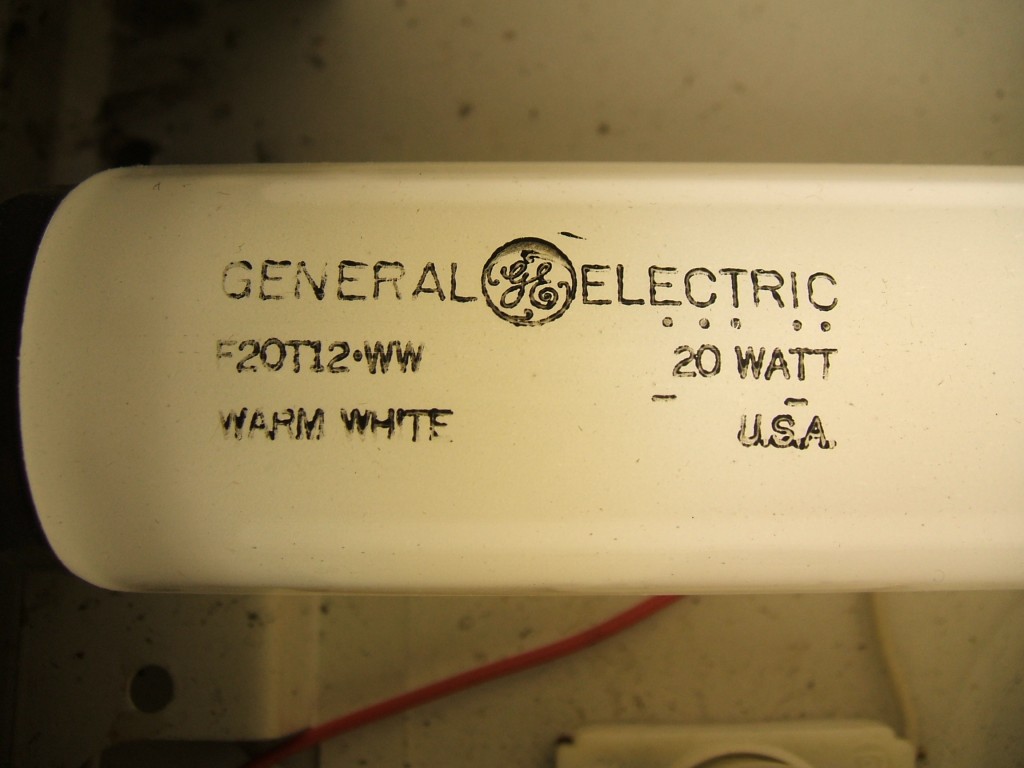 GENERAL GE ELECTRIC
F20T12•WW 20 WATT
WARM WHITE U.S.A.